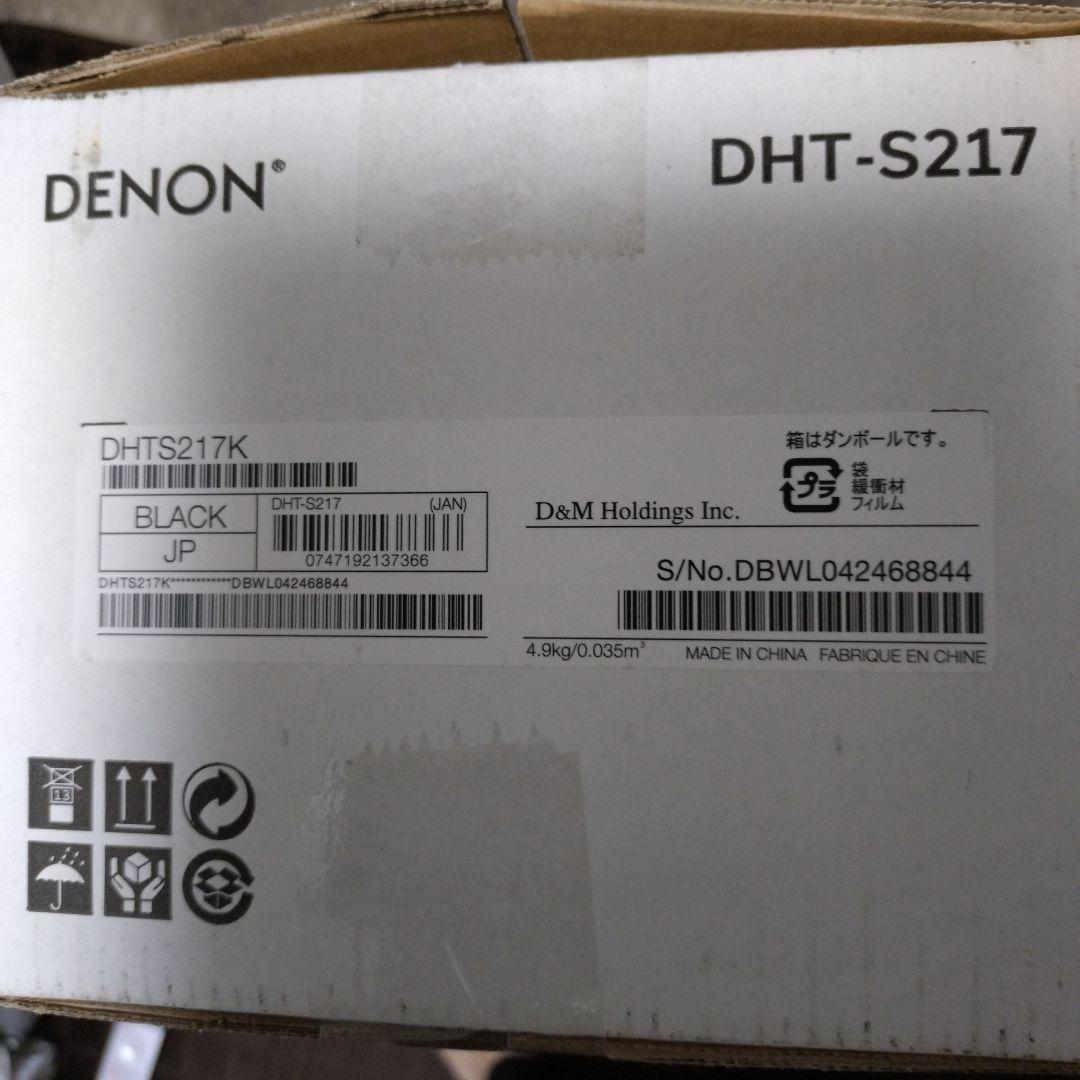 DENON®
DHT-S217
DHTS217K
BLACK
JP
DHT-S217 (JAN)
0747192137366
DHTS217K************DBWL042468844
箱はダンボールです。
プラ
袋
緩衝材
フィルム
D&M Holdings Inc.
S/No.DBWL042468844
4.9kg/0.035m³
MADE IN CHINA FABRIQUE EN CHINE
13